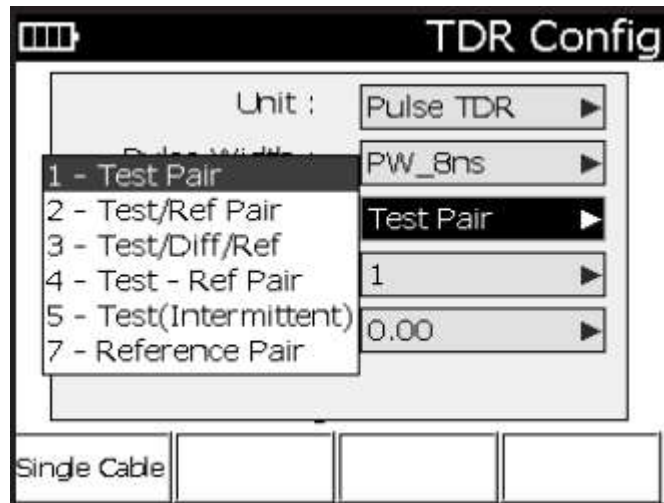 TDR Config
Unit : Pulse TDR
PW_8ns
1 - Test Pair
2 - Test/Ref Pair
Test Pair
3 - Test/Diff/Ref
4 - Test - Ref Pair
1
5 - Test(Intermittent)
0.00
7 - Reference Pair
Single Cable